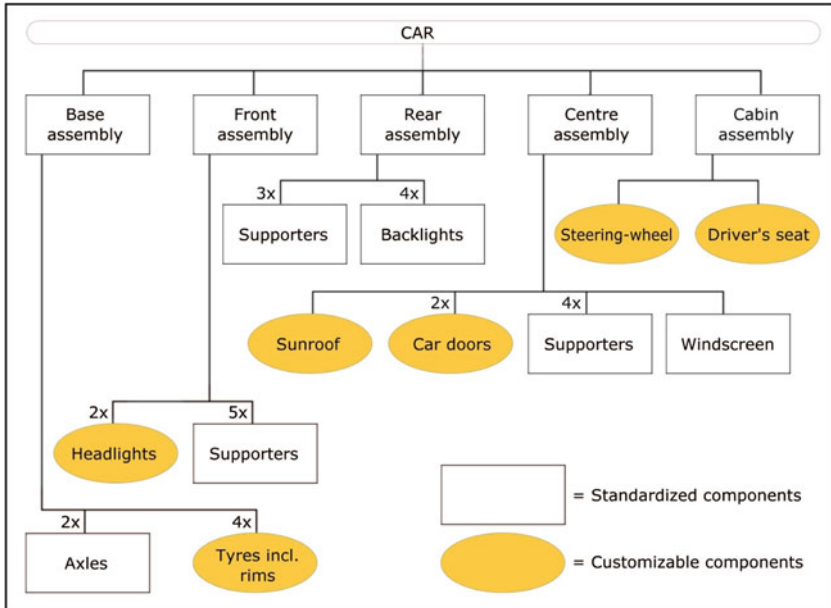 CAR
Base
assembly
Front
assembly
Rear
assembly
Centre
assembly
Cabin
assembly
3x
4x
Supporters
Backlights
Steering-wheel
Driver's seat
2x
4x
Sunroof
Car doors
Supporters
Windscreen
2x
5x
Headlights
Supporters
= Standardized components
2x
4x
Axles
Tyres incl.
rims
= Customizable components